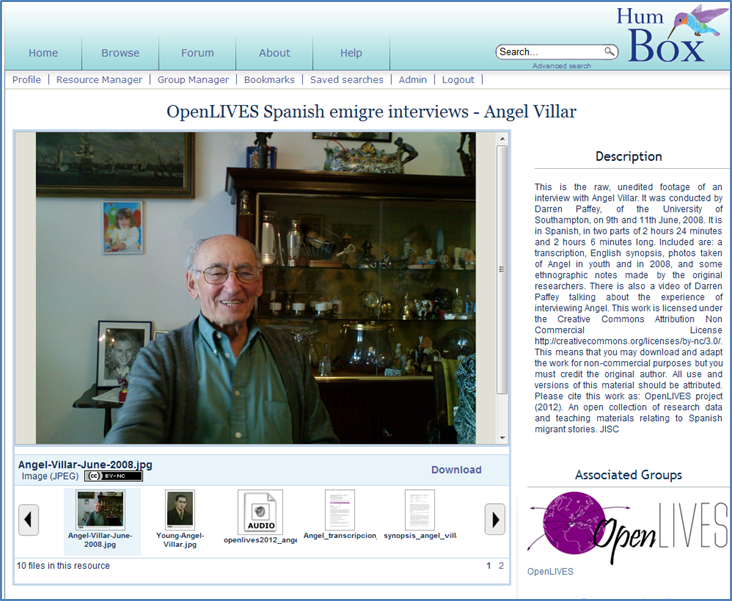 Hum
Box
Home Browse Forum About Help
Search...
Advanced search
Profile | Resource Manager | Group Manager | Bookmarks | Saved searches | Admin | Logout |
OpenLIVES Spanish emigre interviews - Angel Villar
Description
This is the raw, unedited footage of an
interview with Angel Villar. It was conducted by
Darren Paffey, of the University of
Southampton, on 9th and 11th June, 2008. It is
in Spanish, in two parts of 2 hours 24 minutes
and 2 hours 6 minutes long. Included are: a
transcription, English synopsis, photos taken
of Angel in youth and in 2008, and some
ethnographic notes made by the original
researchers. There is also a video of Darren
Paffey talking about the experience of
interviewing Angel. This work is licensed under
the Creative Commons Attribution Non
Commercial License
http://creativecommons.org/licenses/by-nc/3.0/.
This means that you may download and adapt
the work for non-commercial purposes but you
must credit the original author. All use and
versions of this material should be attributed.
Please cite this work as: OpenLIVES project
(2012). An open collection of research data
and teaching materials relating to Spanish
migrant stories. JISC
Angel-Villar-June-2008.jpg
Image (JPEG) cc BY-NC
Download
AUDIO
Angel-Villar-June-
2008.jpg
Young-Angel-
Villar.jpg
openlives2012_ange
Angel_transcripcion_
synopsis_angel_vill
10 files in this resource
1 2
Associated Groups
OpenLIVES
OpenLIVES